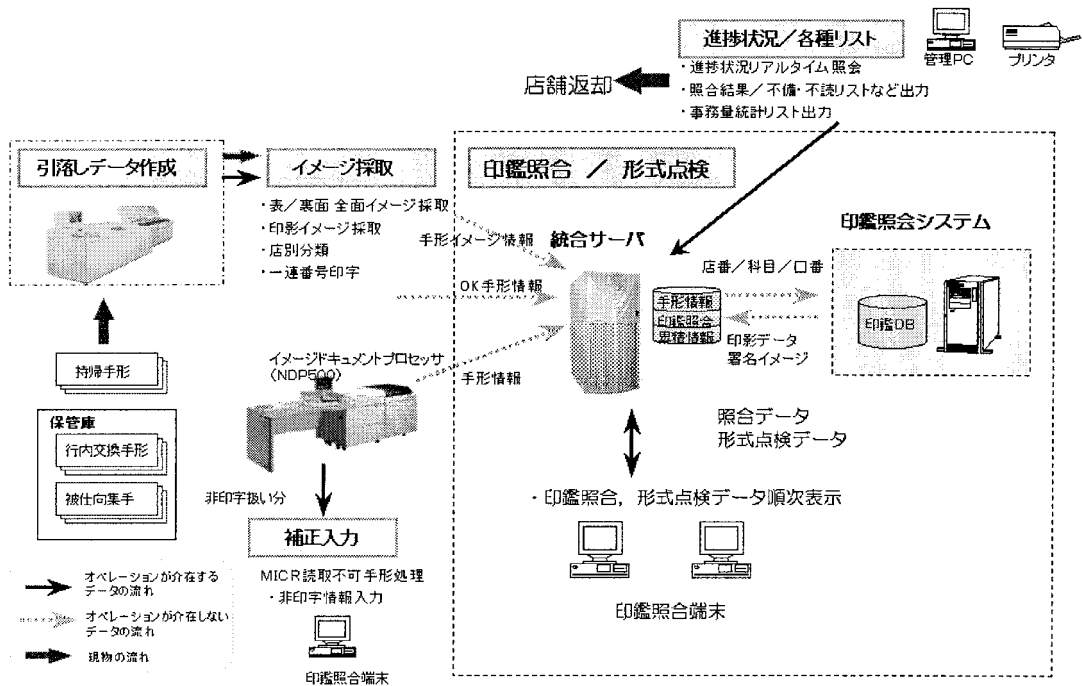 進捗状況／各種リスト
管理PC
プリンタ
・進捗状況リアルタイム照会
・照合結果／不備・不読リストなど出力
・事務量統計リスト出力
店舗返却
引落しデータ作成
イメージ採取
・表／裏面 全面イメージ採取
・印影イメージ採取
・店別分類
・一連番号印字
印鑑照合 ／ 形式点検
手形イメージ情報
統合サーバ
印鑑照会システム
OK手形情報
店番／科目／口番
手形情報
印鑑照合
累積情報
印鑑DB
印影データ
署名イメージ
イメージドキュメントプロセッサ
（NDP500）
手形情報
持帰手形
保管庫
行内交換手形
被仕向集手
照合データ
形式点検データ
非印字扱い分
・印鑑照合，形式点検データ順次表示
補正入力
MICR読取不可手形処理
・非印字情報入力
印鑑照合端末
印鑑照合端末
オペレーションが介在する
データの流れ
オペレーションが介在しない
データの流れ
現物の流れ